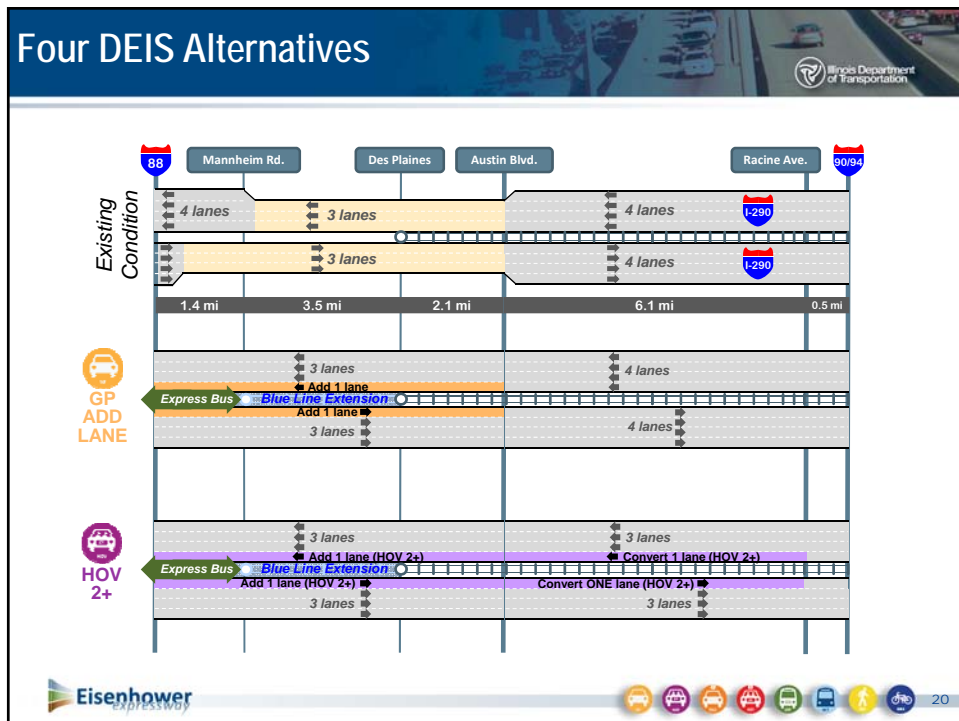 Four DEIS Alternatives
Illinois Department
of Transportation
88
Mannheim Rd.
Des Plaines
Austin Blvd.
Racine Ave.
90/94
Existing
Condition
4 lanes
3 lanes
4 lanes
I-290
3 lanes
4 lanes
I-290
1.4 mi
3.5 mi
2.1 mi
6.1 mi
0.5 mi
GP
ADD
LANE
3 lanes
4 lanes
Add 1 lane
Express Bus
Blue Line Extension
Add 1 lane
3 lanes
4 lanes
HOV
2+
3 lanes
3 lanes
Add 1 lane (HOV 2+)
Convert 1 lane (HOV 2+)
Express Bus
Blue Line Extension
Add 1 lane (HOV 2+)
Convert ONE lane (HOV 2+)
3 lanes
3 lanes
Eisenhower
expressway
20